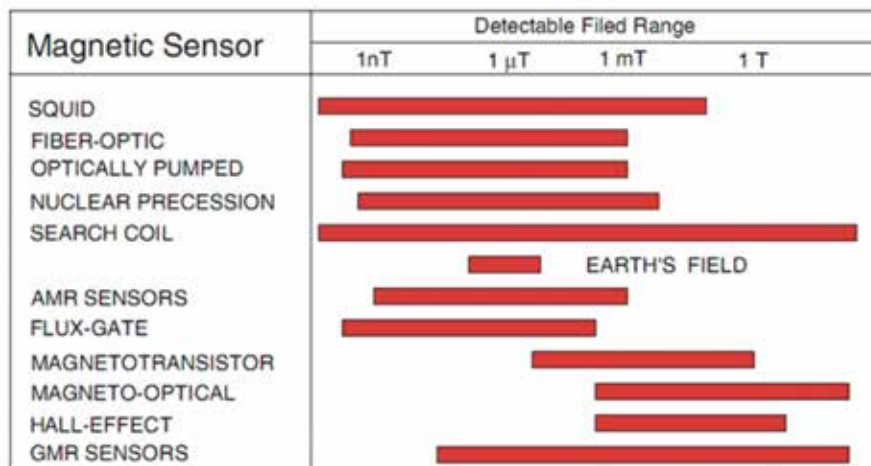 Magnetic Sensor
Detectable Filed Range
1nT 1 μT 1 mT 1 T
SQUID
FIBER-OPTIC
OPTICALLY PUMPED
NUCLEAR PRECESSION
SEARCH COIL
EARTH'S FIELD
AMR SENSORS
FLUX-GATE
MAGNETOTRANSISTOR
MAGNETO-OPTICAL
HALL-EFFECT
GMR SENSORS